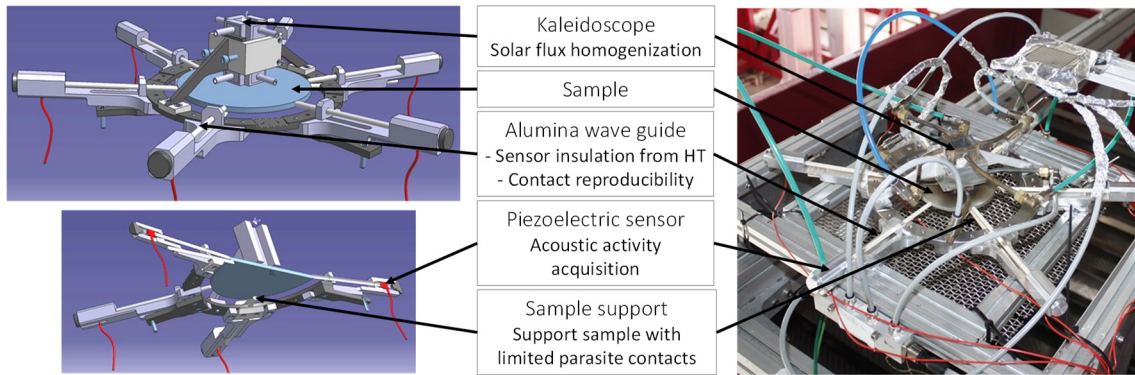 Kaleidoscope
Solar flux homogenization
Sample
Alumina wave guide
- Sensor insulation from HT
- Contact reproducibility
Piezoelectric sensor
Acoustic activity
acquisition
Sample support
Support sample with
limited parasite contacts